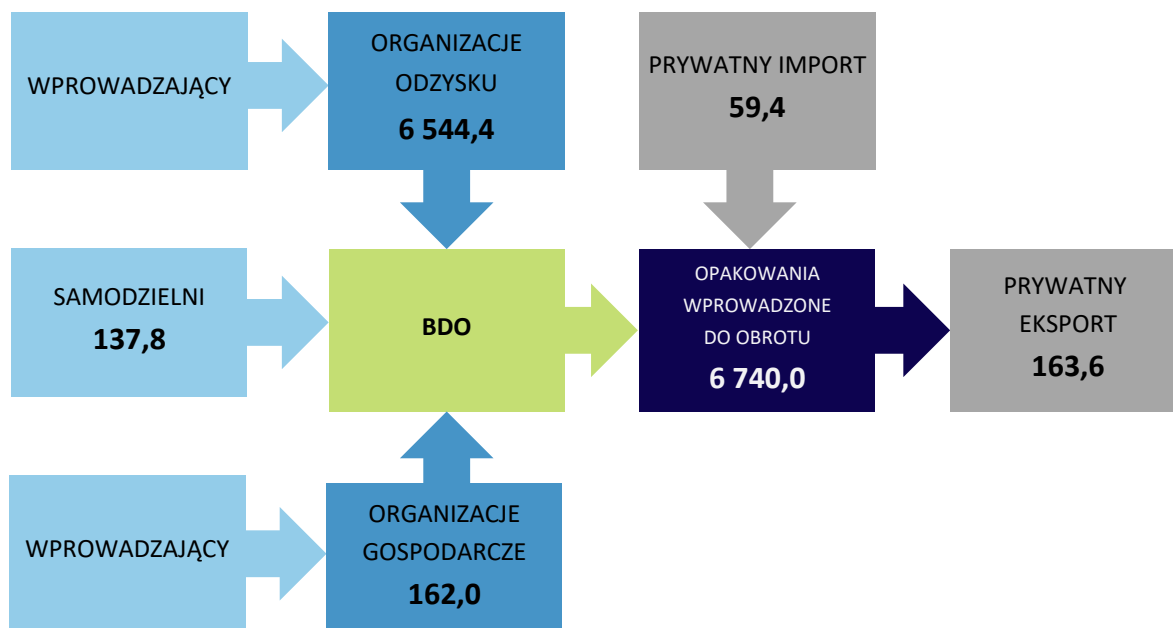 WPROWADZAJĄCY
ORGANIZACJE
ODZYSKU
6 544,4
PRYWATNY IMPORT
59,4
SAMODZIELNI
137,8
BDO
OPAKOWANIA
WPROWADZONE
DO OBROTU
6 740,0
PRYWATNY
EKSPORT
163,6
WPROWADZAJĄCY
ORGANIZACJE
GOSPODARCZE
162,0